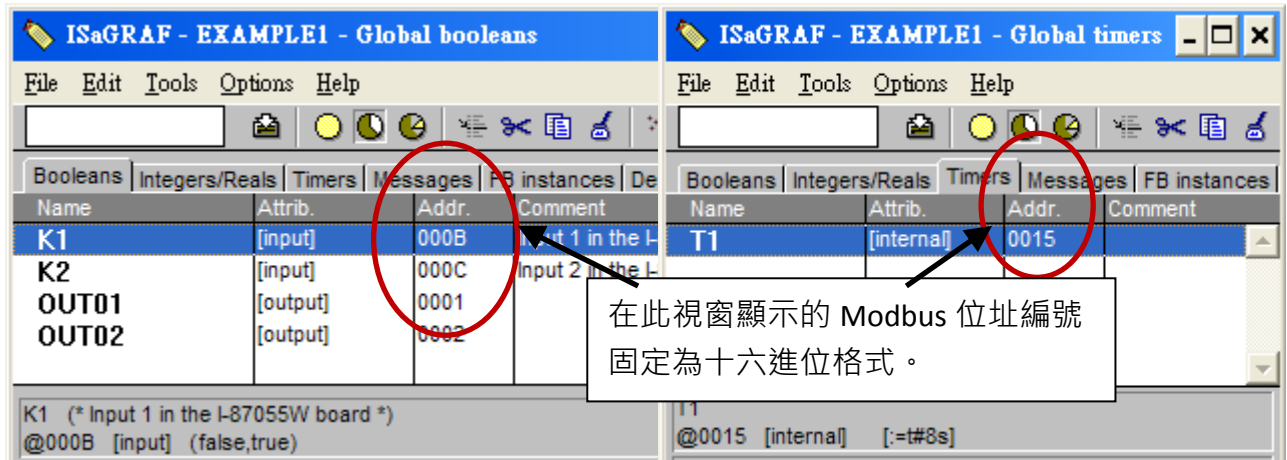 ISaGRAF - EXAMPLE1 - Global booleans
File Edit Tools Options Help
Booleans Integers/Reals Timers Messages FB instances De
Name Attrib. Addr. Comment
K1 [input] 000B Input 1 in the I-
K2 [input] 000C Input 2 in the I-
OUT01 [output] 0001
OUT02 [output] 0002
K1 (* Input 1 in the I-87055W board *)
@000B [input] (false,true)
ISaGRAF - EXAMPLE1 - Global timers
File Edit Tools Options Help
Booleans Integers/Reals Timers Messages FB instances
Name Attrib. Addr. Comment
T1 [internal] 0015
在此視窗顯示的 Modbus 位址編號
固定為十六進位格式。
T1
@0015 [internal] [:=t#8s]